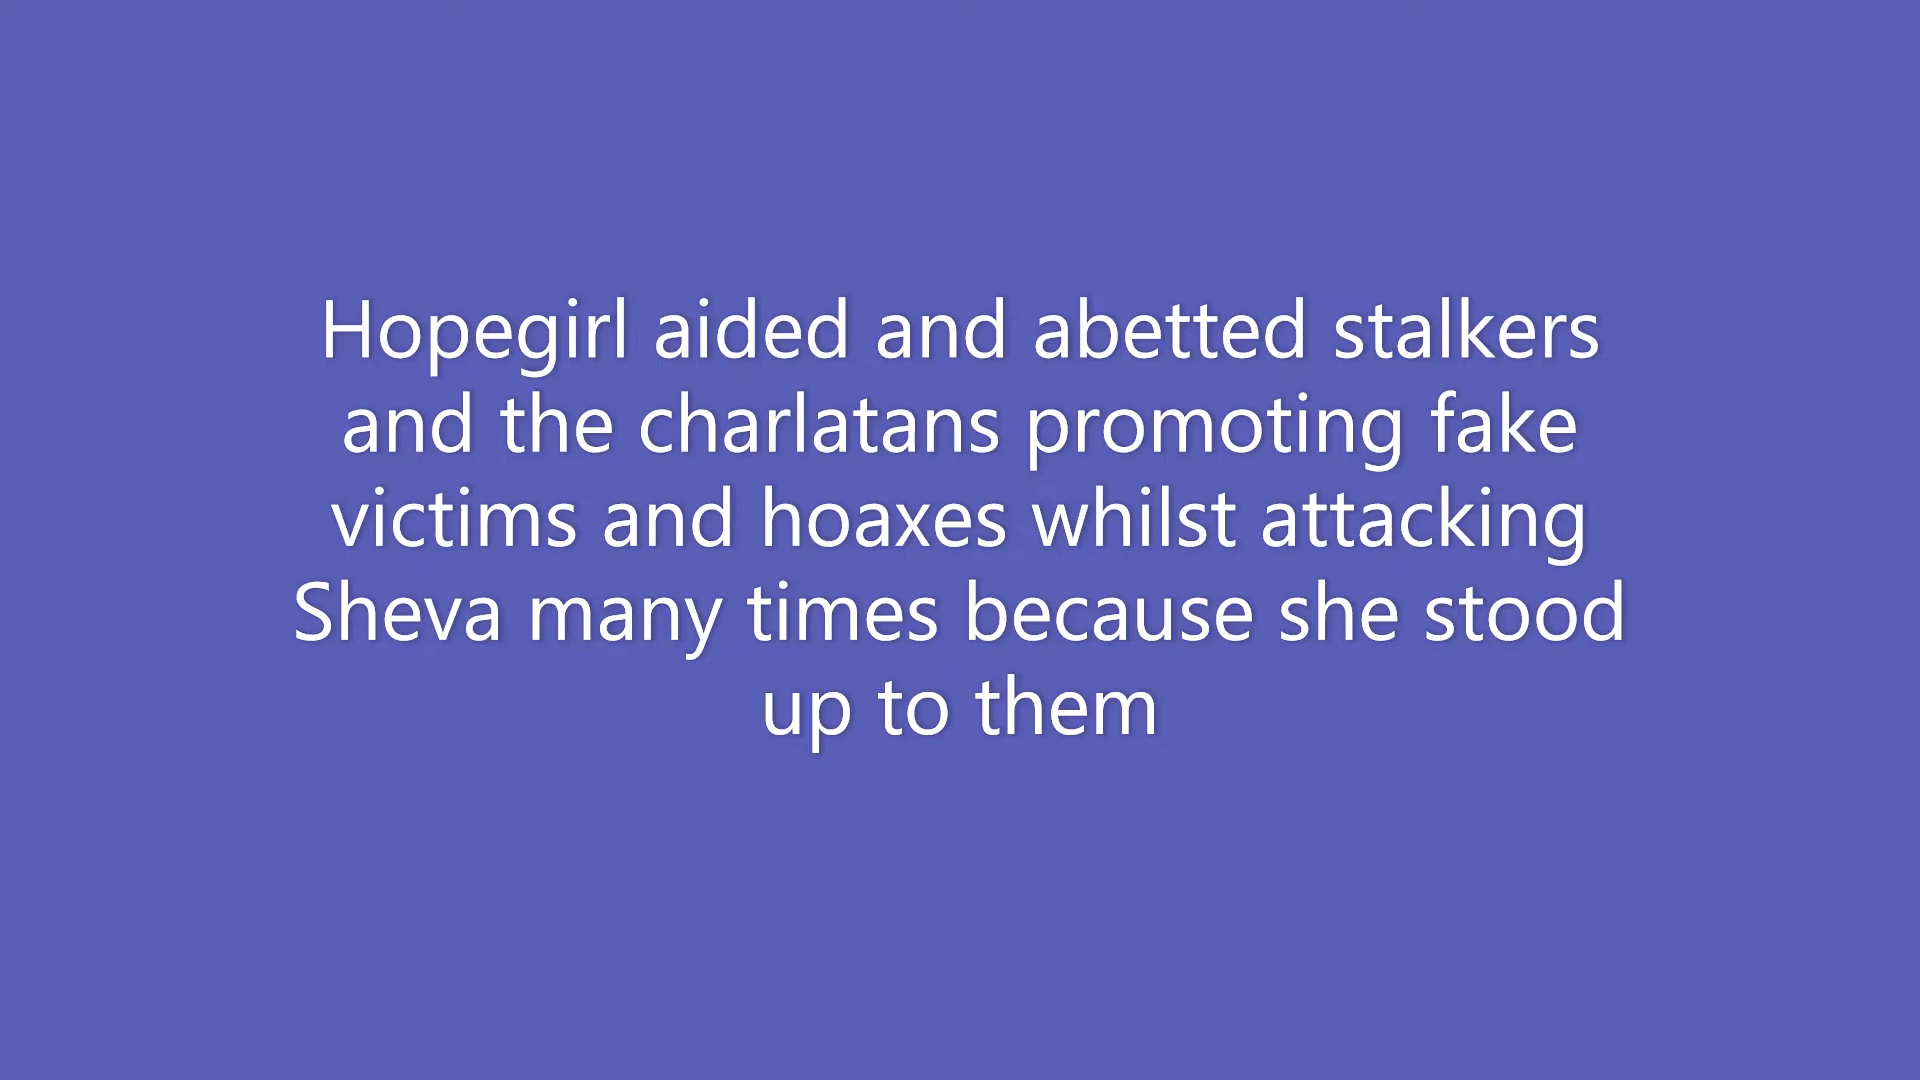 Hopegirl aided and abetted stalkers
and the charlatans promoting fake
victims and hoaxes whilst attacking
Sheva many times because she stood
up to them